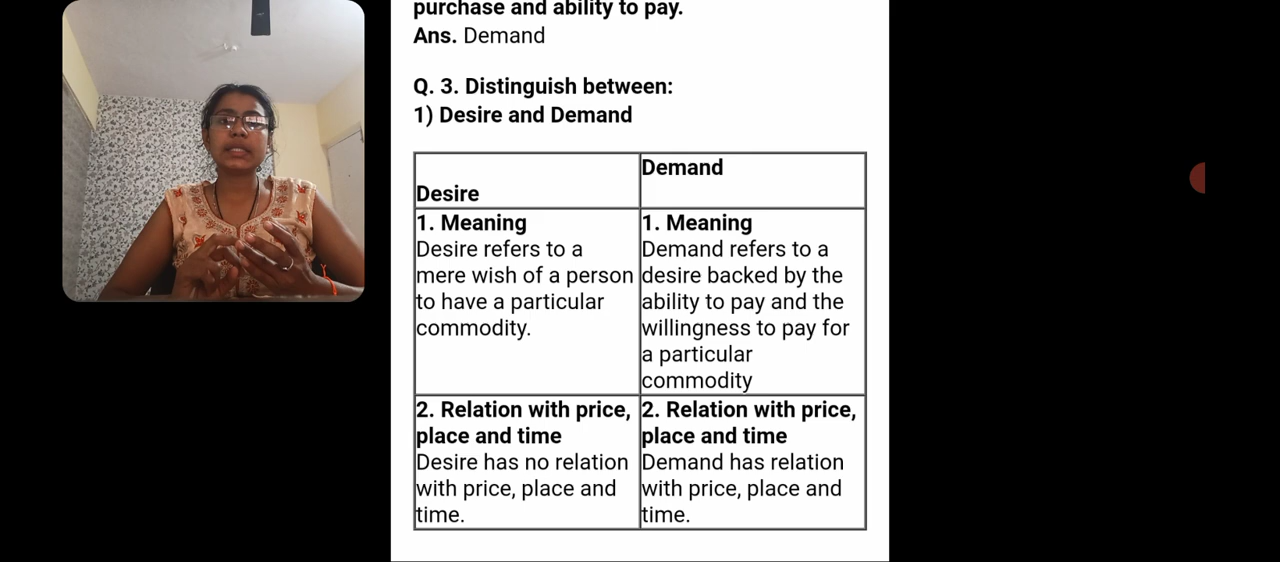 purchase and ability to pay.
Ans. Demand
Q. 3. Distinguish between:
1) Desire and Demand
Desire
Demand
1. Meaning
Desire refers to a
mere wish of a person
to have a particular
commodity.
1. Meaning
Demand refers to a
desire backed by the
ability to pay and the
willingness to pay for
a particular
commodity
2. Relation with price,
place and time
Desire has no relation
with price, place and
time.
2. Relation with price,
place and time
Demand has relation
with price, place and
time.